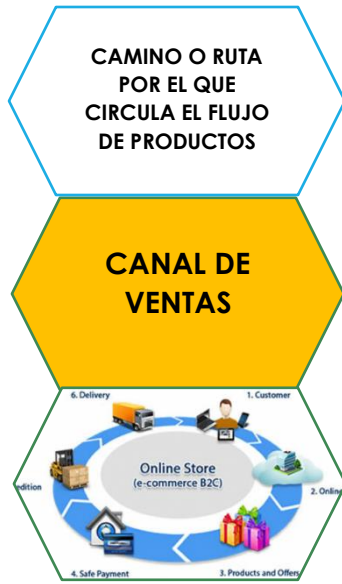 CAMINO O RUTA
POR EL QUE
CIRCULA EL FLUJO
DE PRODUCTOS
CANAL DE
VENTAS
6. Delivery
1. Customer
Online Store
(e-commerce B2C)
edition
2. Online
4. Safe Payment
3. Products and Offers